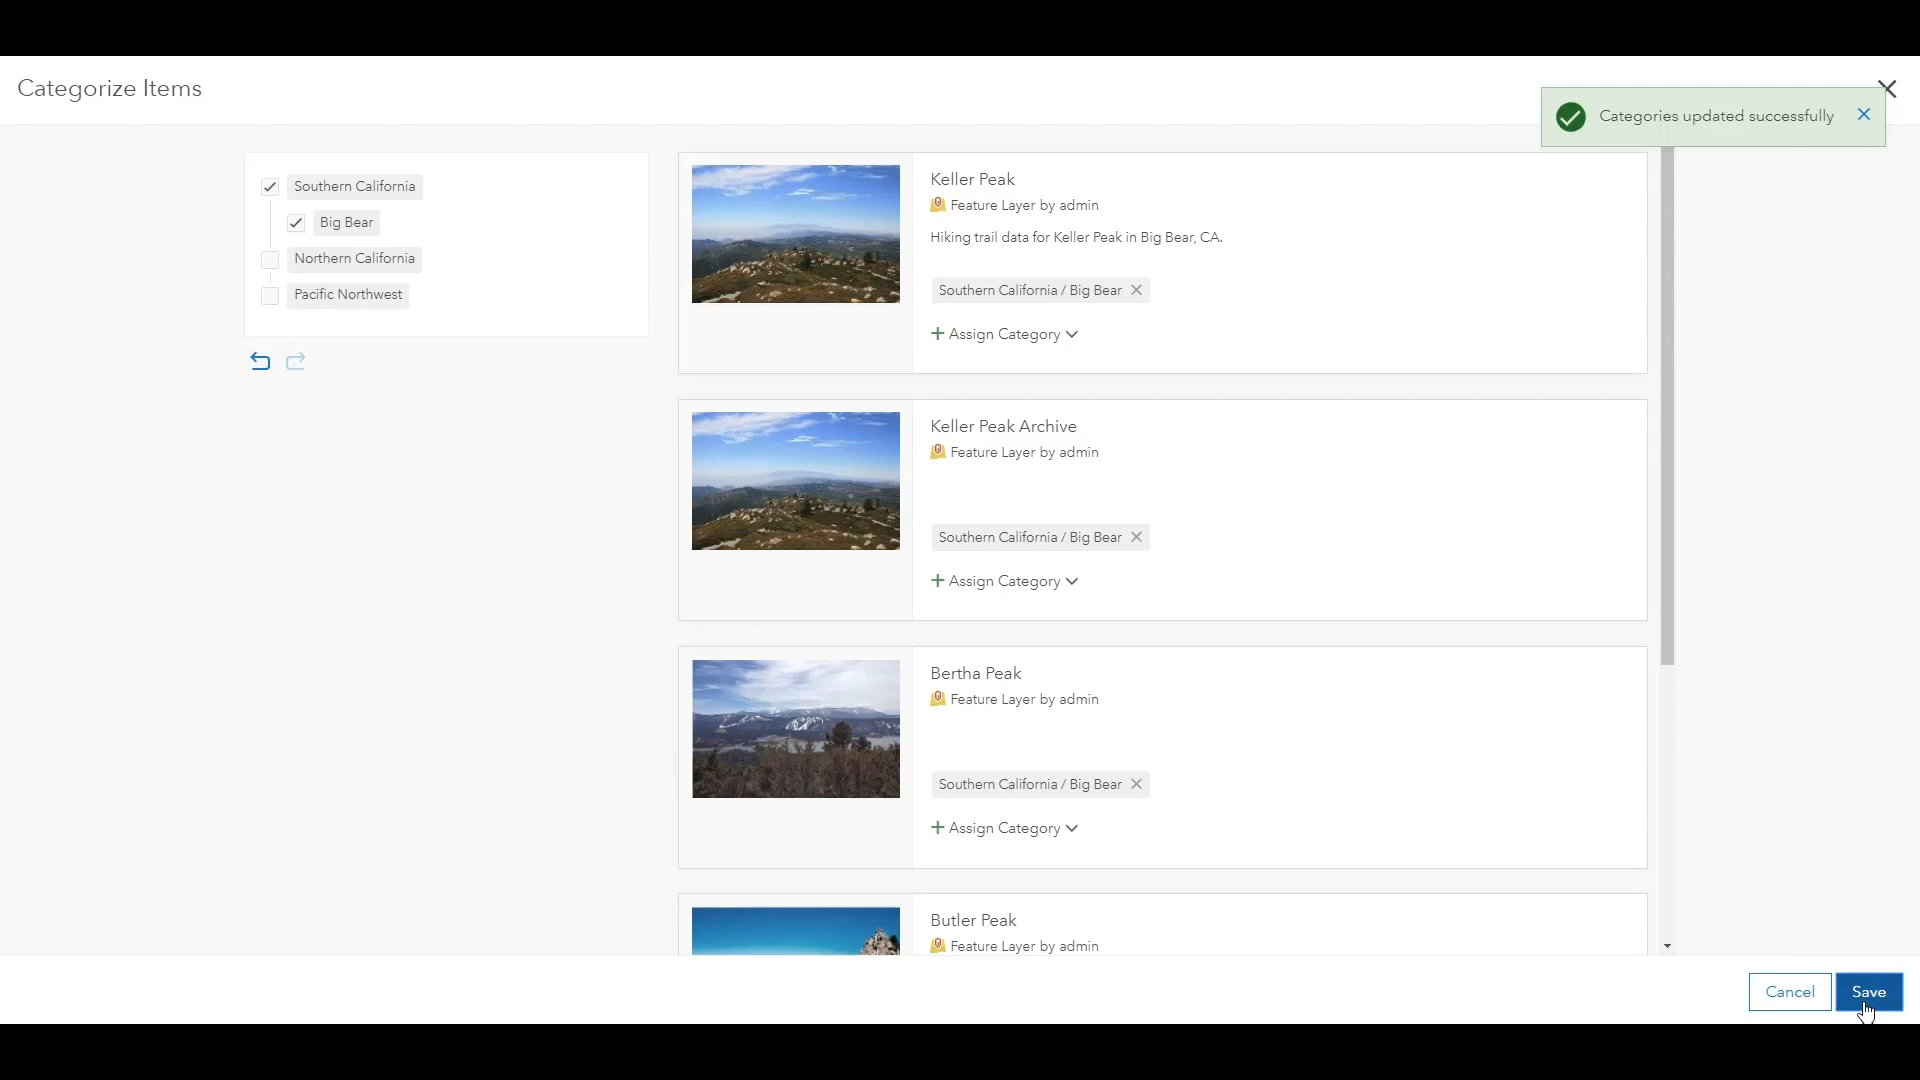 Categorize Items
Categories updated successfully
Southern California
Big Bear
Northern California
Pacific Northwest
Keller Peak
Feature Layer by admin
Hiking trail data for Keller Peak in Big Bear, CA.
Southern California / Big Bear
Assign Category
Keller Peak Archive
Feature Layer by admin
Southern California / Big Bear
Assign Category
Bertha Peak
Feature Layer by admin
Southern California / Big Bear
Assign Category
Butler Peak
Feature Layer by admin
Cancel
Save